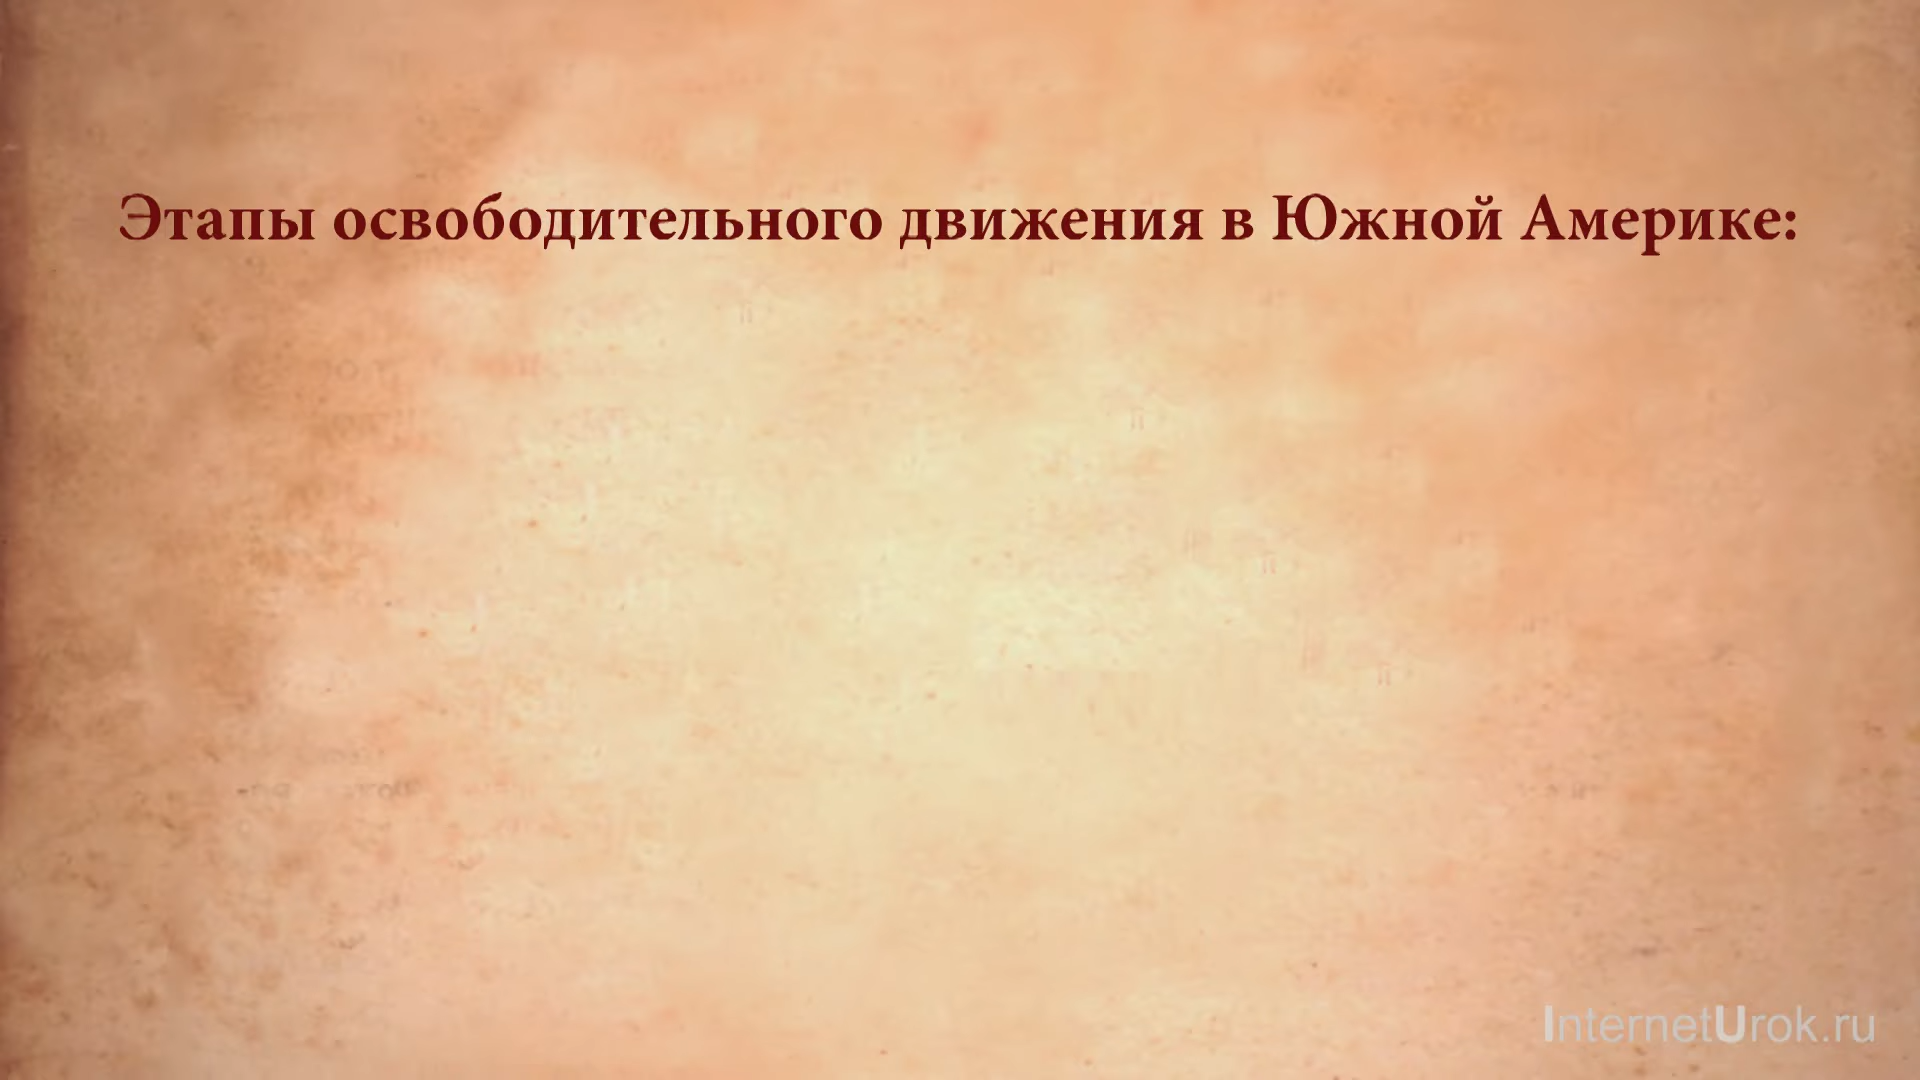 Этапы освободительного движения в Южной Америке:
InternetUrok.ru